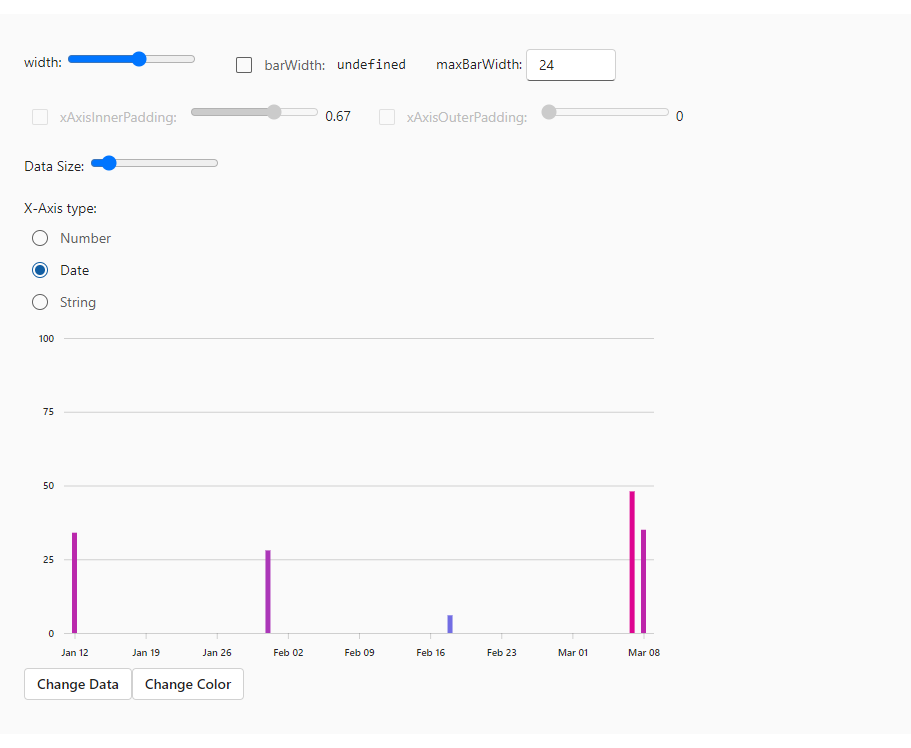 width: barWidth: undefined maxBarWidth: 24
xAxisInnerPadding: 0.67 xAxisOuterPadding: 0
Data Size:
X-Axis type:
Number
Date
String
100
75
50
25
0
Jan 12 Jan 19 Jan 26 Feb 02 Feb 09 Feb 16 Feb 23 Mar 01 Mar 08
Change Data Change Color